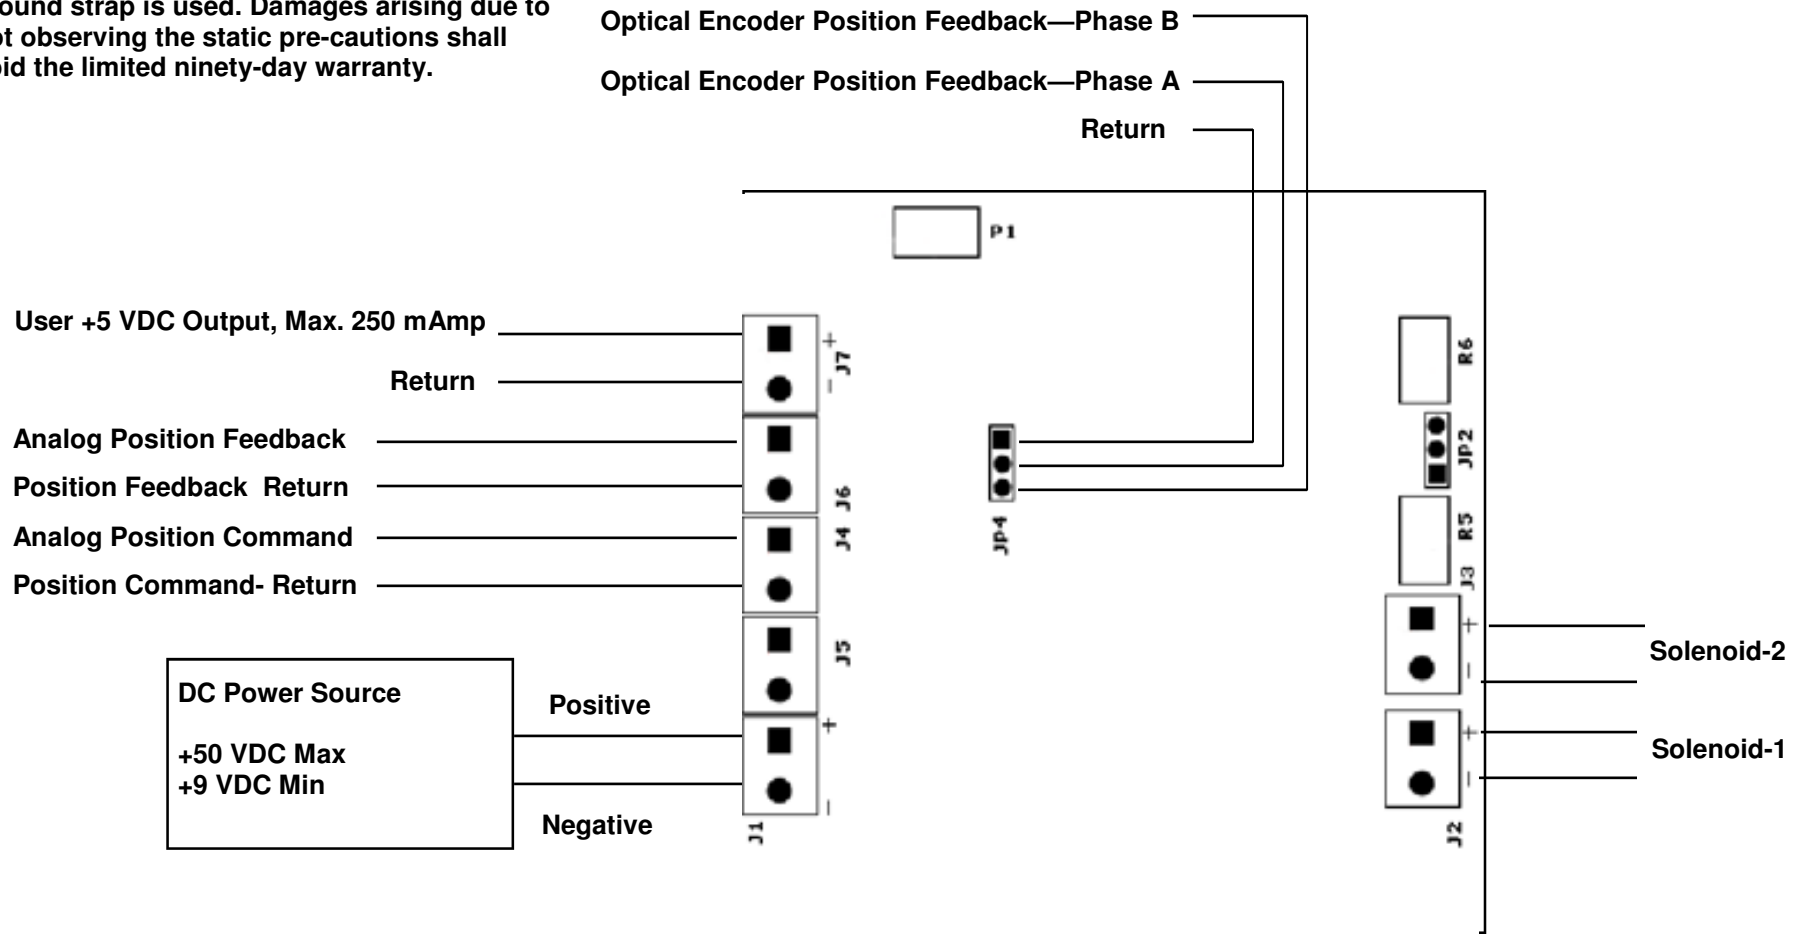 ound strap is used. Damages arising due to
ot observing the static pre-cautions shall
oid the limited ninety-day warranty.
Optical Encoder Position Feedback—Phase B
Optical Encoder Position Feedback—Phase A
Return
P1
User +5 VDC Output, Max. 250 mAmp
Return
+
J7
-
Analog Position Feedback
Position Feedback  Return
J6
Analog Position Command
J4
Position Command- Return
J5
JP4
R6
JP2
R5
J3
+
-
Solenoid-2
+
-
Solenoid-1
J2
DC Power Source
+50 VDC Max
+9 VDC Min
Positive
Negative
+
-
J1